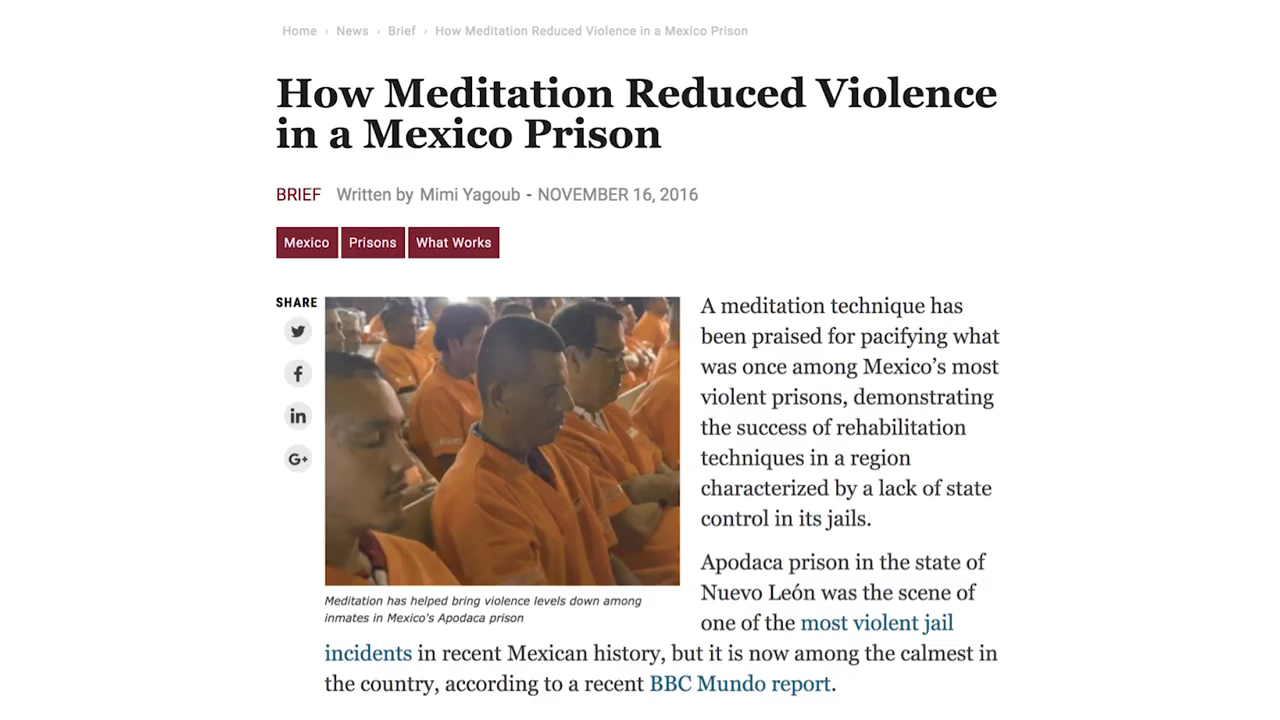 Home › News › Brief › How Meditation Reduced Violence in a Mexico Prison
How Meditation Reduced Violence
in a Mexico Prison
BRIEF Written by Mimi Yagoub - NOVEMBER 16, 2016
Mexico Prisons What Works
SHARE
f
in
G+
Meditation has helped bring violence levels down among
inmates in Mexico's Apodaca prison
A meditation technique has
been praised for pacifying what
was once among Mexico’s most
violent prisons, demonstrating
the success of rehabilitation
techniques in a region
characterized by a lack of state
control in its jails.
Apodaca prison in the state of
Nuevo León was the scene of
one of the most violent jail
incidents in recent Mexican history, but it is now among the calmest in
the country, according to a recent BBC Mundo report.